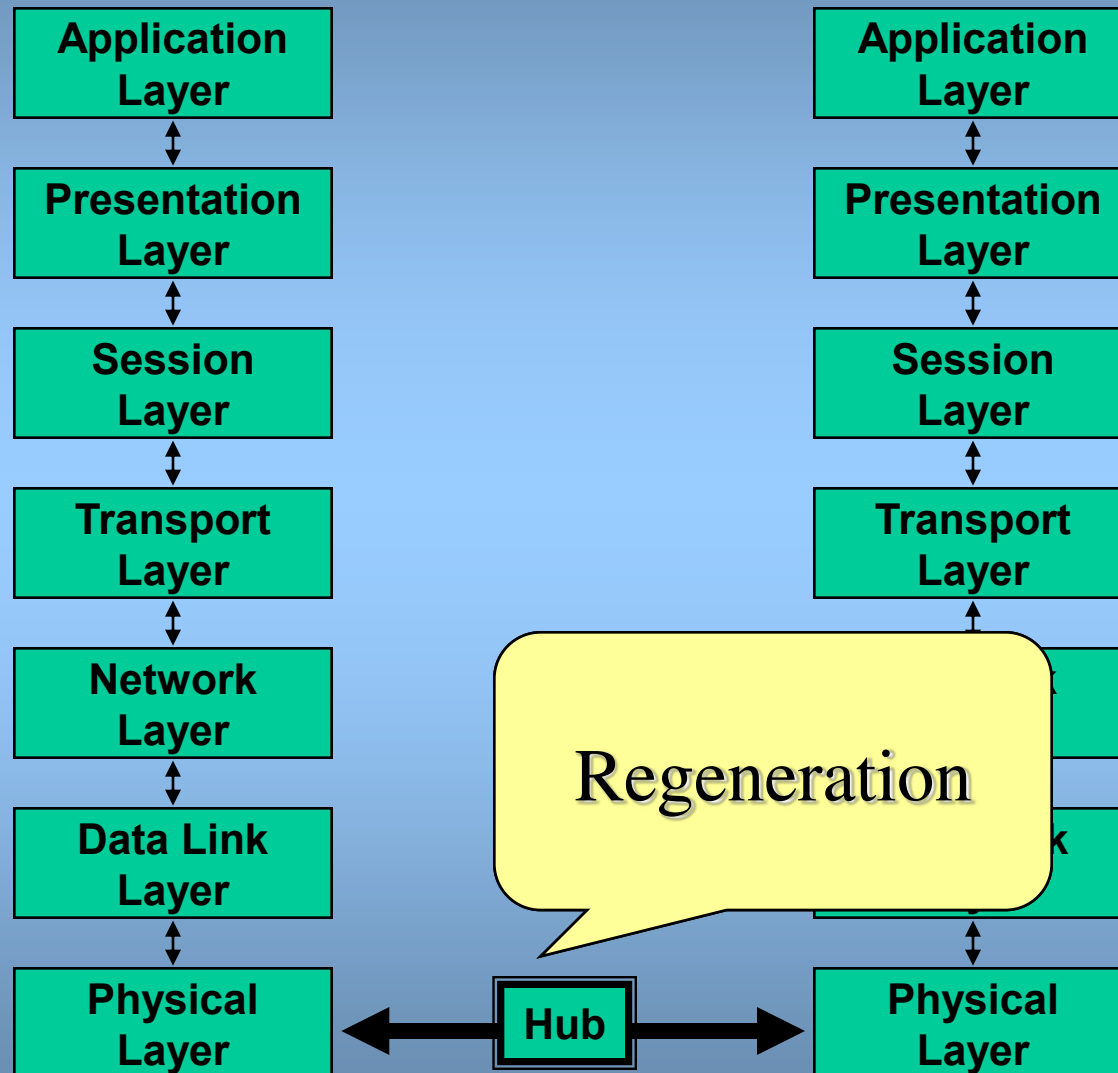 Application
Layer
Presentation
Layer
Session
Layer
Transport
Layer
Network
Layer
Data Link
Layer
Physical
Layer
Hub
Regeneration
Application
Layer
Presentation
Layer
Session
Layer
Transport
Layer
Physical
Layer